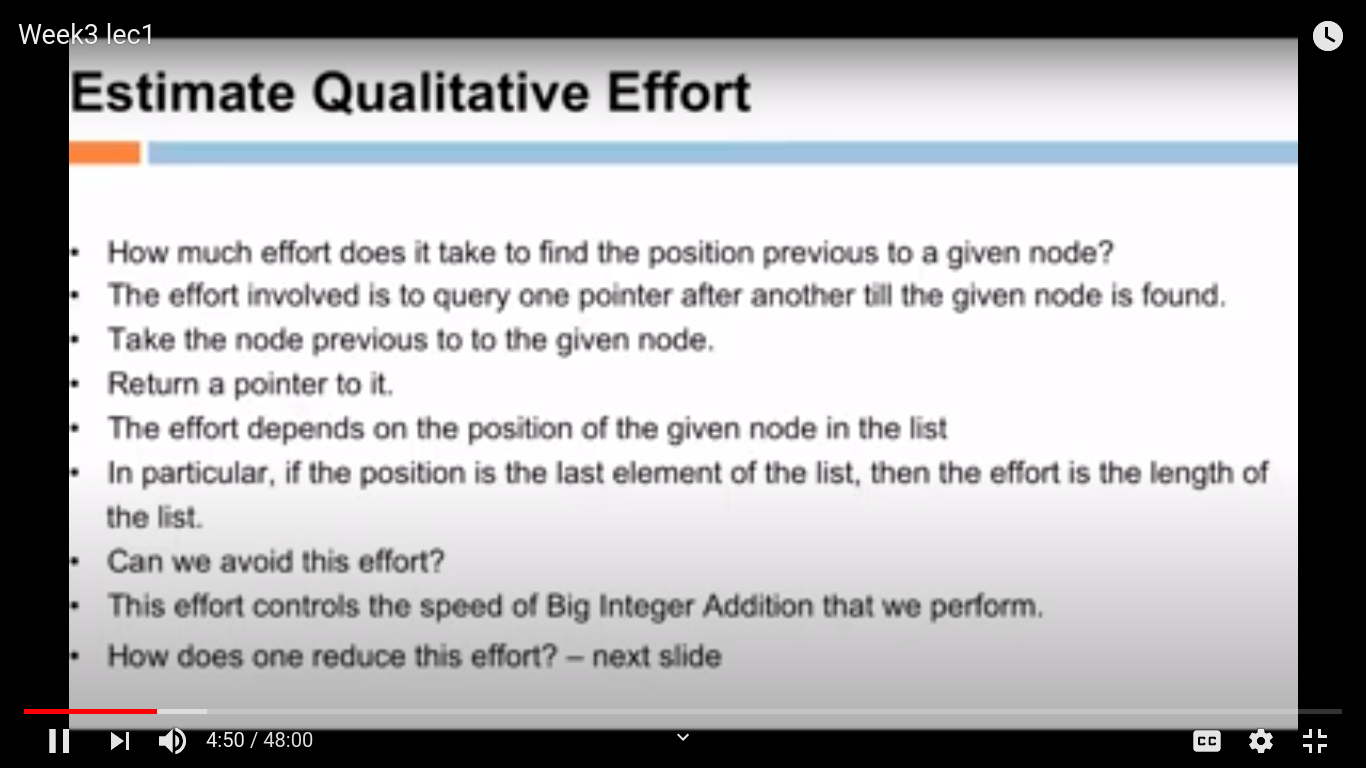 Week3 lec1
Estimate Qualitative Effort
• How much effort does it take to find the position previous to a given node?
• The effort involved is to query one pointer after another till the given node is found.
• Take the node previous to to the given node.
• Return a pointer to it.
• The effort depends on the position of the given node in the list
• In particular, if the position is the last element of the list, then the effort is the length of
the list.
• Can we avoid this effort?
• This effort controls the speed of Big Integer Addition that we perform.
• How does one reduce this effort? – next slide
4:50 / 48:00
CC